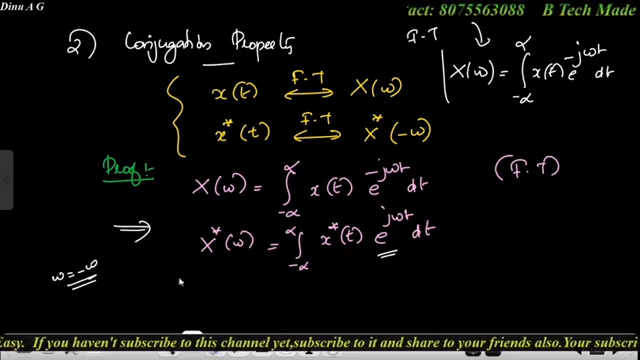 Dinu A G
act: 8075563088 B Tech Made
2) Conjugation Property
F.T
X(ω) = ∫_{-α}^{α} x(t) e^{-jωt} dt
x(t) ⟷ F.T X(ω)
x*(t) ⟷ F.T X*(-ω)
Proof:-
X(ω) = ∫_{-α}^{α} x(t) e^{-jωt} dt
(F.T)
⟹ X*(ω) = ∫_{-α}^{α} x*(t) e^{jωt} dt
ω = -ω
Easy. If you haven't subscribe to this channel yet,subscribe to it and share to your friends also.Your subscri